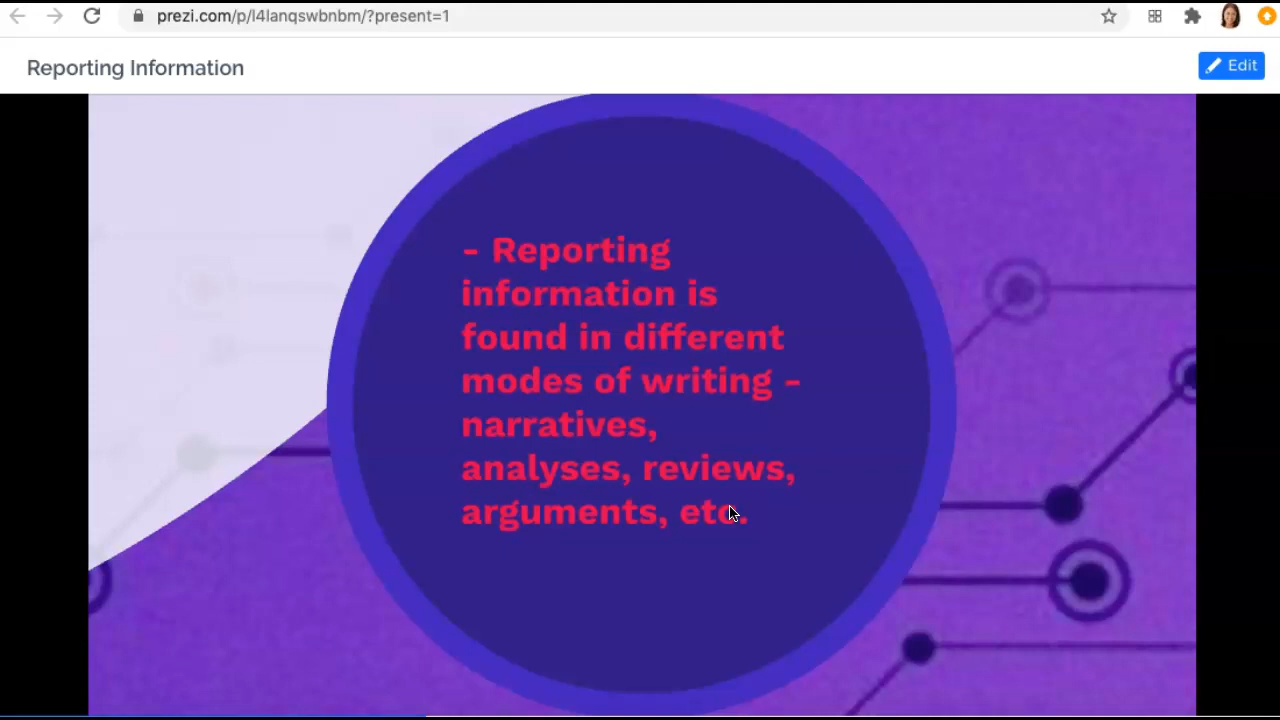 prezi.com/p/l4lanqswbnbm/?present=1
Reporting Information
Edit
- Reporting
information is
found in different
modes of writing -
narratives,
analyses, reviews,
arguments, etc.